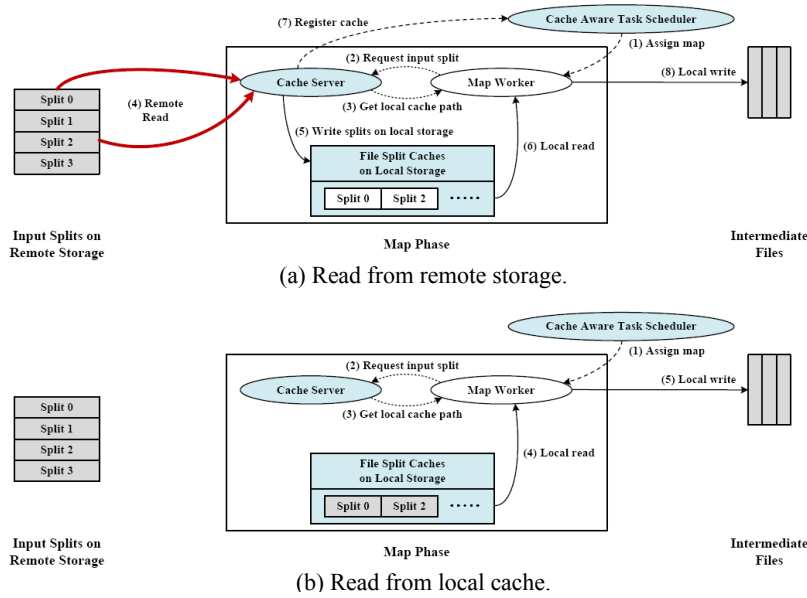 (7) Register cache
Cache Aware Task Scheduler
(1) Assign map
(2) Request input split
Cache Server
Map Worker
(8) Local write
(3) Get local cache path
(4) Remote
Read
Split 0
Split 1
Split 2
Split 3
(5) Write splits on local storage
(6) Local read
File Split Caches
on Local Storage
Split 0 Split 2 ·····
Input Splits on
Remote Storage
Map Phase
Intermediate
Files
(a) Read from remote storage.
Cache Aware Task Scheduler
(1) Assign map
(2) Request input split
Cache Server
Map Worker
(5) Local write
(3) Get local cache path
Split 0
Split 1
Split 2
Split 3
(4) Local read
File Split Caches
on Local Storage
Split 0 Split 2 ·····
Input Splits on
Remote Storage
Map Phase
Intermediate
Files
(b) Read from local cache.